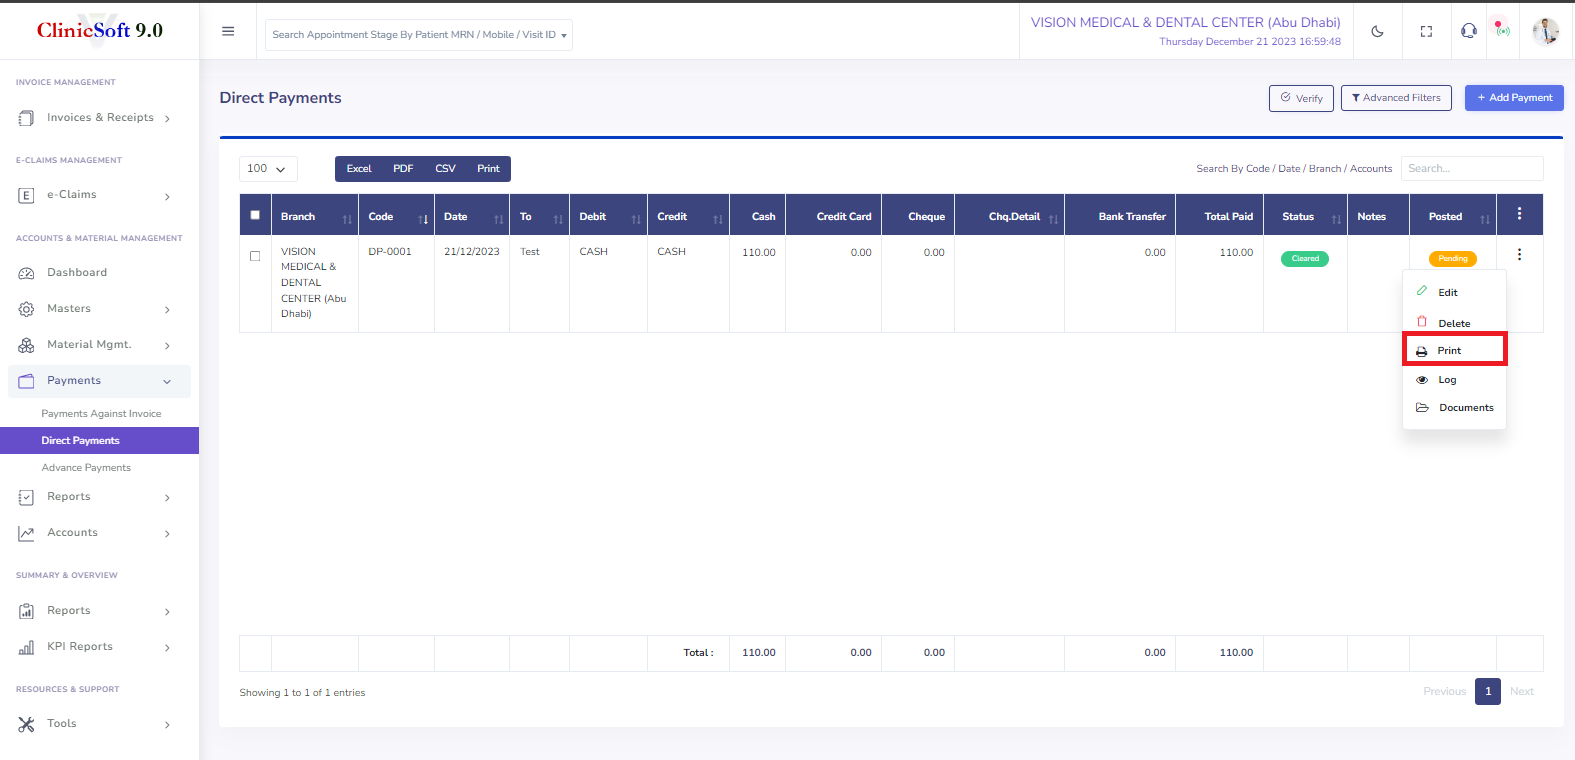 ClinicSoft 9.0
Search Appointment Stage By Patient MRN / Mobile / Visit ID
VISION MEDICAL & DENTAL CENTER (Abu Dhabi)
Thursday December 21 2023 16:59:48
INVOICE MANAGEMENT
Invoices & Receipts
E-CLAIMS MANAGEMENT
E
e-Claims
ACCOUNTS & MATERIAL MANAGEMENT
Dashboard
Masters
Material Mgmt.
Payments
Payments Against Invoice
Direct Payments
Advance Payments
Reports
Accounts
SUMMARY & OVERVIEW
Reports
KPI Reports
RESOURCES & SUPPORT
Tools
Direct Payments
Verify
Advanced Filters
+ Add Payment
100
Excel PDF CSV Print
Search By Code / Date / Branch / Accounts
Search...
Branch Code Date To Debit Credit Cash Credit Card Cheque Chq.Detail Bank Transfer Total Paid Status Notes Posted
VISION DP-0001 21/12/2023 Test CASH CASH 110.00 0.00 0.00 0.00 110.00 Cleared Pending
MEDICAL &
DENTAL
CENTER (Abu
Dhabi)
Edit
Delete
Print
Log
Documents
Total : 110.00 0.00 0.00 0.00 110.00
Showing 1 to 1 of 1 entries
Previous 1 Next